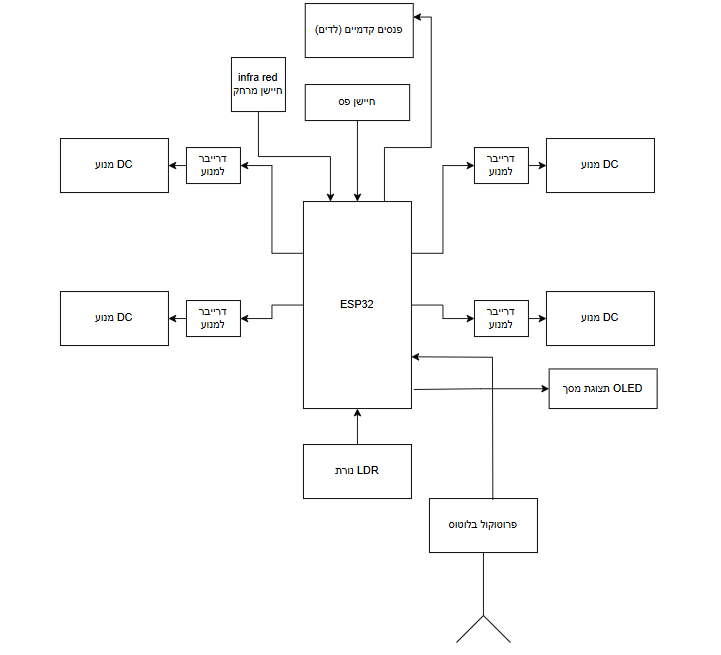 פנסים קדמיים (לדים)
infra red
חיישן מרחק
חיישן פס
מנוע DC
דרייבר
למנוע
דרייבר
למנוע
מנוע DC
ESP32
מנוע DC
דרייבר
למנוע
דרייבר
למנוע
מנוע DC
תצוגת מסך OLED
נורת LDR
פרוטוקול בלוטוס